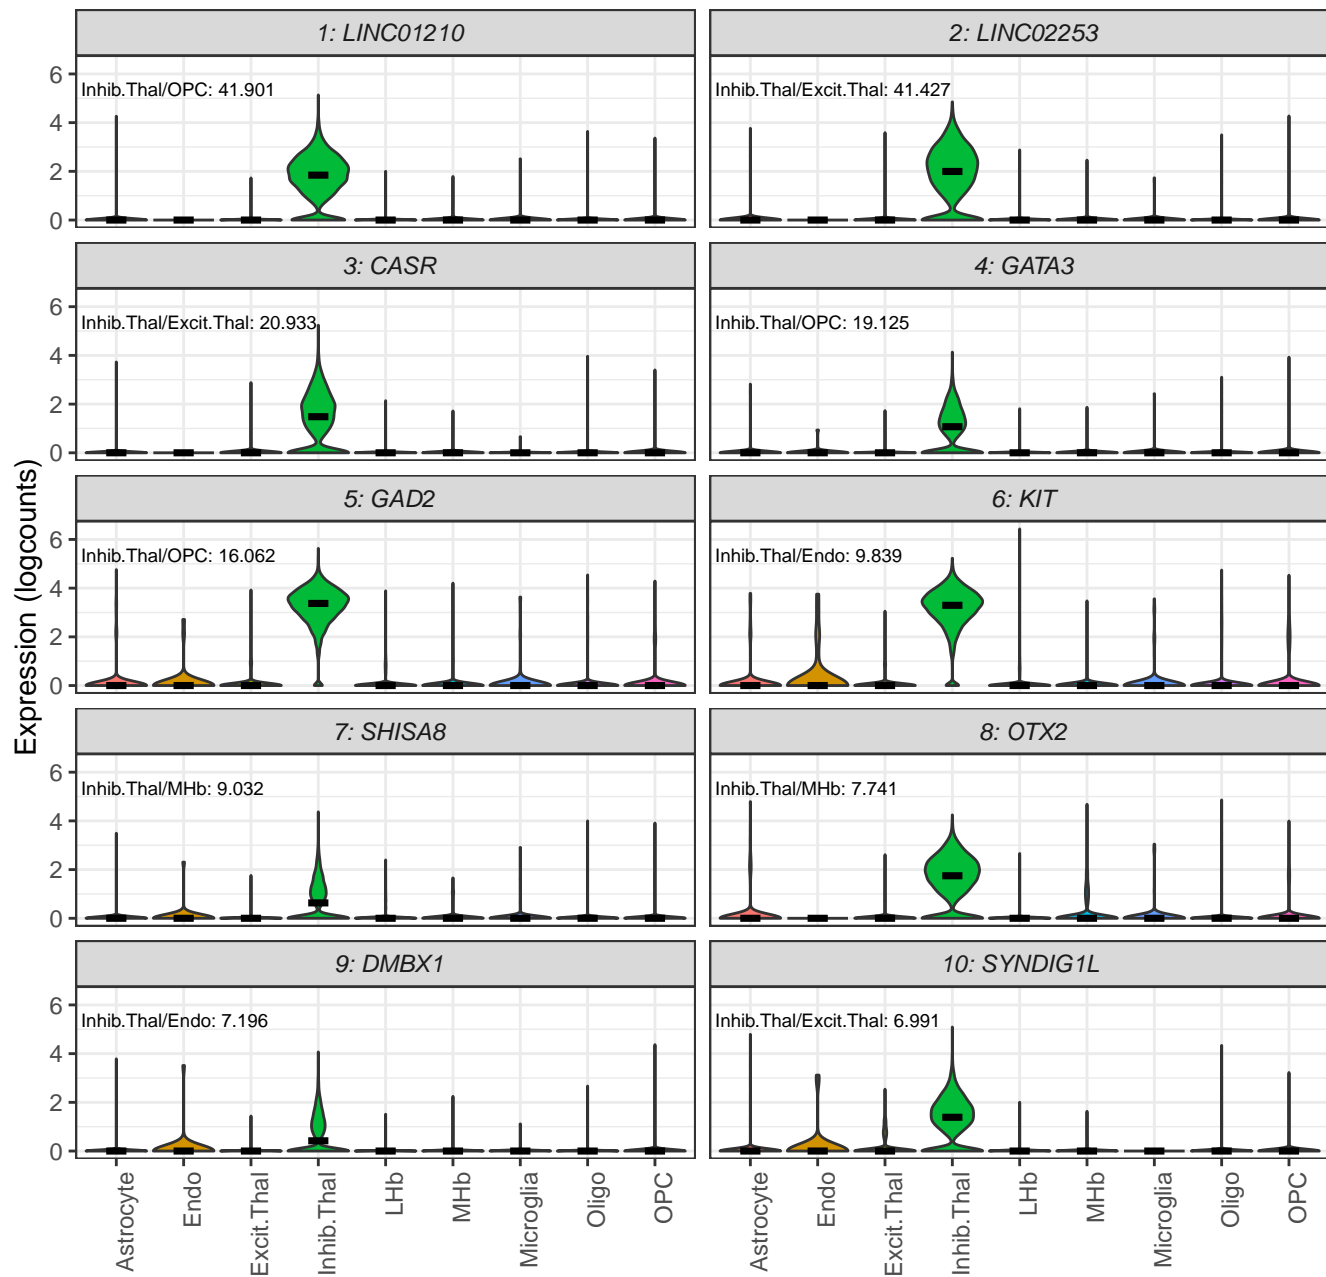 1: LINC01210
2: LINC02253
6
4
2
0
Inhib.Thal/OPC: 41.901
Inhib.Thal/Excit.Thal: 41.427
3: CASR
4: GATA3
6
4
2
0
Inhib.Thal/Excit.Thal: 20.933
Inhib.Thal/OPC: 19.125
5: GAD2
6: KIT
6
4
2
0
Inhib.Thal/OPC: 16.062
Inhib.Thal/Endo: 9.839
7: SHISA8
8: OTX2
6
4
2
0
Inhib.Thal/MHb: 9.032
Inhib.Thal/MHb: 7.741
9: DMBX1
10: SYNDIG1L
6
4
2
0
Inhib.Thal/Endo: 7.196
Inhib.Thal/Excit.Thal: 6.991
Expression (logcounts)
Astrocyte
Endo
Excit.Thal
Inhib.Thal
LHb
MHb
Microglia
Oligo
OPC
Astrocyte
Endo
Excit.Thal
Inhib.Thal
LHb
MHb
Microglia
Oligo
OPC